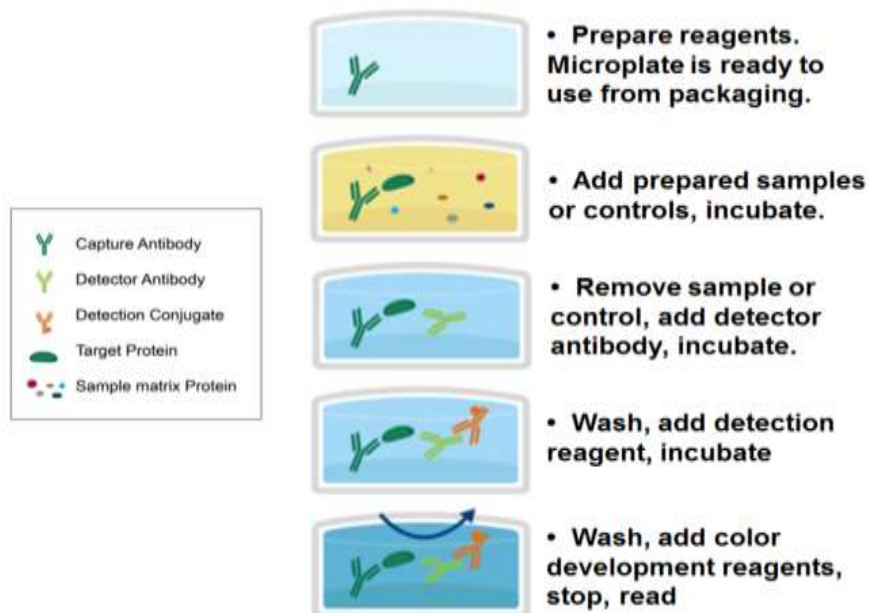 • Prepare reagents.
Microplate is ready to
use from packaging.
• Add prepared samples
or controls, incubate.
Capture Antibody
Detector Antibody
Detection Conjugate
Target Protein
Sample matrix Protein
• Remove sample or
control, add detector
antibody, incubate.
• Wash, add detection
reagent, incubate
• Wash, add color
development reagents,
stop, read